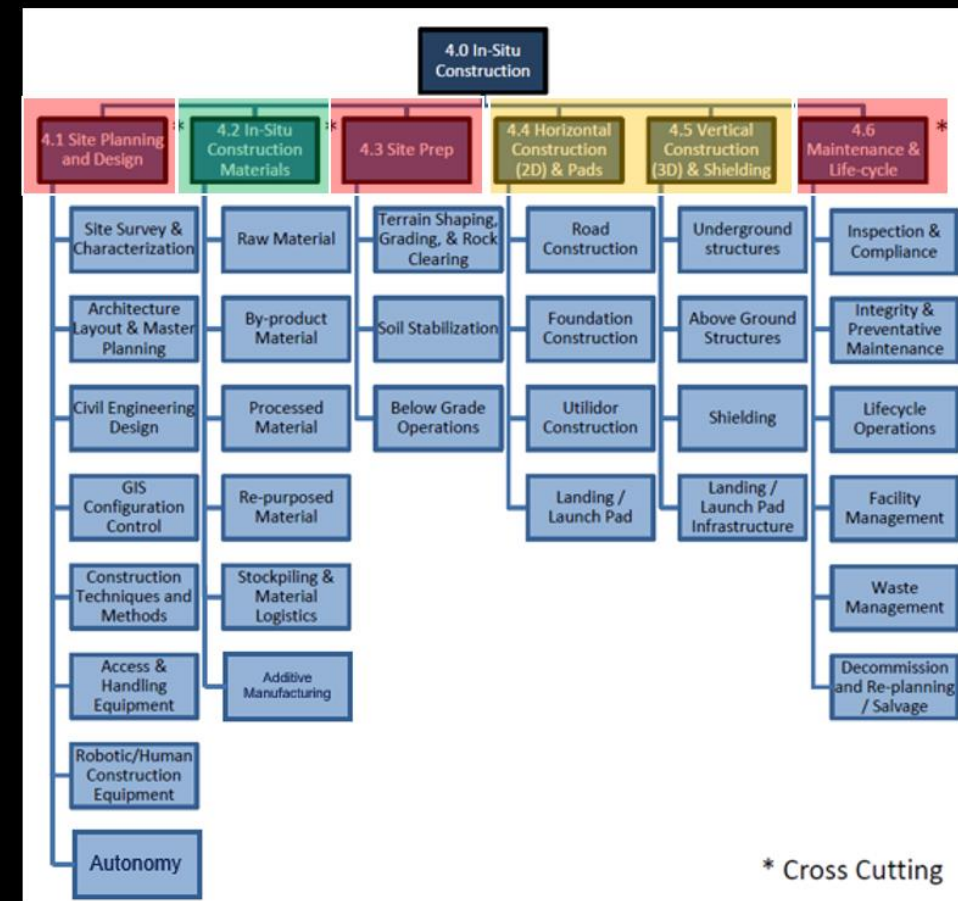 4.0 In-Situ
Construction
4.1 Site Planning
and Design
*
4.2 In-Situ
Construction
Materials
*
4.3 Site Prep
4.4 Horizontal
Construction
(2D) & Pads
4.5 Vertical
Construction
(3D) & Shielding
4.6
Maintenance &
Life-cycle
*
Site Survey &
Characterization
Architecture
Layout & Master
Planning
Civil Engineering
Design
GIS
Configuration
Control
Construction
Techniques and
Methods
Access &
Handling
Equipment
Robotic/Human
Construction
Equipment
Autonomy
Raw Material
By-product
Material
Processed
Material
Re-purposed
Material
Stockpiling &
Material
Logistics
Additive
Manufacturing
Terrain Shaping,
Grading, & Rock
Clearing
Soil Stabilization
Below Grade
Operations
Road
Construction
Foundation
Construction
Utilidor
Construction
Landing /
Launch Pad
Underground
structures
Above Ground
Structures
Shielding
Landing /
Launch Pad
Infrastructure
Inspection &
Compliance
Integrity &
Preventative
Maintenance
Lifecycle
Operations
Facility
Management
Waste
Management
Decommission
and Re-planning
/ Salvage
* Cross Cutting